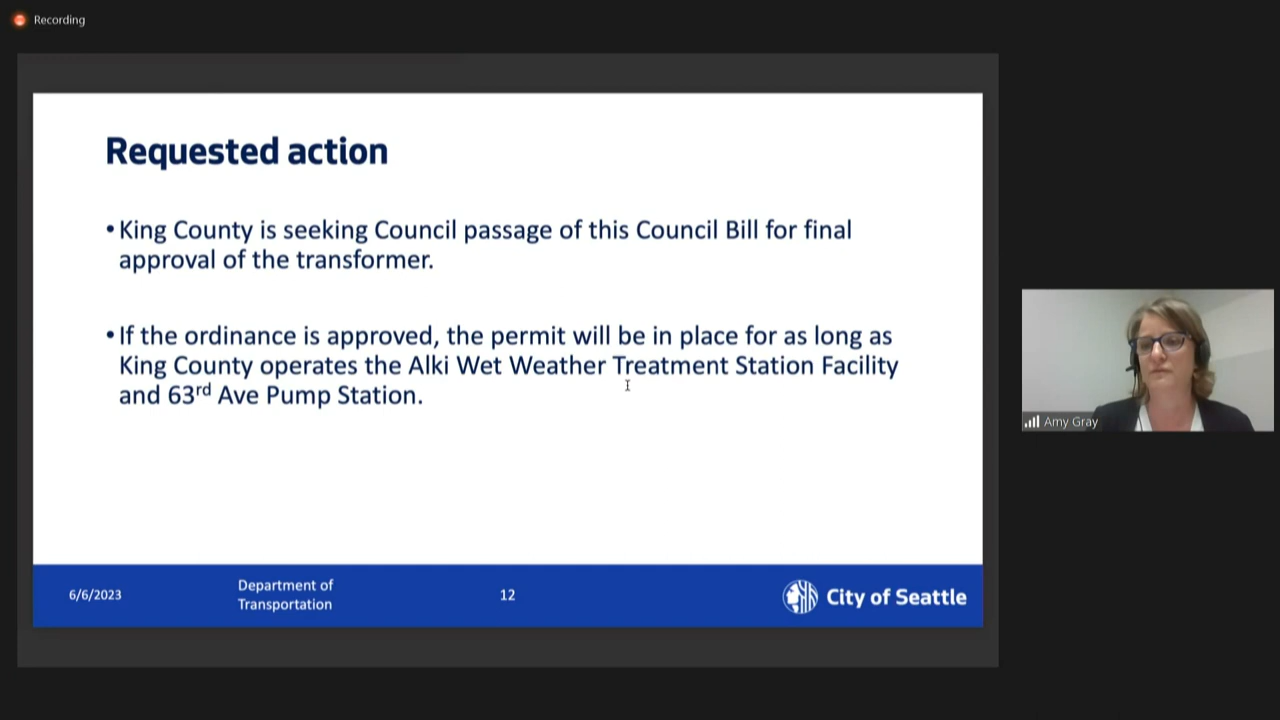 Recording
Requested action
• King County is seeking Council passage of this Council Bill for final
approval of the transformer.
• If the ordinance is approved, the permit will be in place for as long as
King County operates the Alki Wet Weather Treatment Station Facility
and 63rd Ave Pump Station.
6/6/2023
Department of
Transportation
12
City of Seattle
Amy Gray